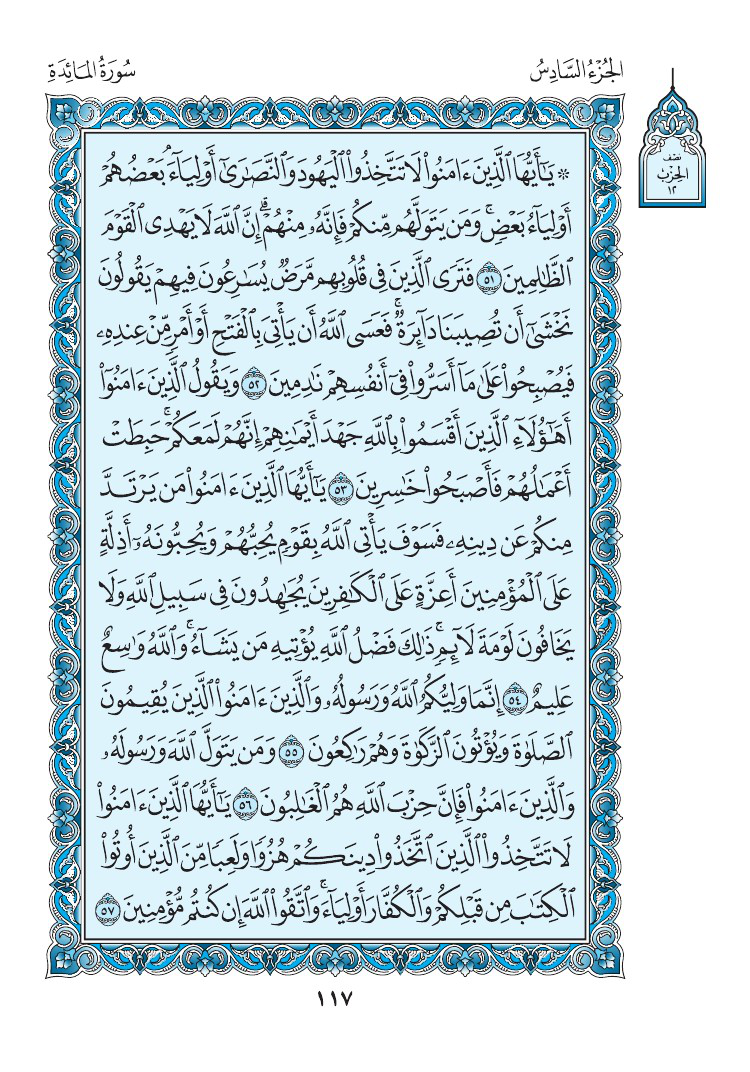 الجُزْءُ السَّادِسُ
سُورَةُ المَائِدَةِ
نصف
الحِزْب
١٢
۞ يَٰٓأَيُّهَا ٱلَّذِينَ ءَامَنُوا۟ لَا تَتَّخِذُوا۟ ٱلْيَهُودَ وَٱلنَّصَٰرَىٰٓ أَوْلِيَآءَ ۘ بَعْضُهُمْ
أَوْلِيَآءُ بَعْضٍ ۚ وَمَن يَتَوَلَّهُم مِّنكُمْ فَإِنَّهُۥ مِنْهُمْ ۗ إِنَّ ٱللَّهَ لَا يَهْدِى ٱلْقَوْمَ
ٱلظَّٰلِمِينَ ٥١ فَتَرَى ٱلَّذِينَ فِى قُلُوبِهِم مَّرَضٌ يُسَٰرِعُونَ فِيهِمْ يَقُولُونَ
نَخْشَىٰٓ أَن تُصِيبَنَا دَآئِرَةٌ ۚ فَعَسَى ٱللَّهُ أَن يَأْتِىَ بِٱلْفَتْحِ أَوْ أَمْرٍ مِّنْ عِندِهِۦ
فَيُصْبِحُوا۟ عَلَىٰ مَآ أَسَرُّوا۟ فِىٓ أَنفُسِهِمْ نَٰدِمِينَ ٥٢ وَيَقُولُ ٱلَّذِينَ ءَامَنُوٓا۟
أَهَٰٓؤُلَآءِ ٱلَّذِينَ أَقْسَمُوا۟ بِٱللَّهِ جَهْدَ أَيْمَٰنِهِمْ إِنَّهُمْ لَمَعَكُمْ ۚ حَبِطَتْ
أَعْمَٰلُهُمْ فَأَصْبَحُوا۟ خَٰسِرِينَ ٥٣ يَٰٓأَيُّهَا ٱلَّذِينَ ءَامَنُوا۟ مَن يَرْتَدَّ
مِنكُمْ عَن دِينِهِۦ فَسَوْفَ يَأْتِى ٱللَّهُ بِقَوْمٍ يُحِبُّهُمْ وَيُحِبُّونَهُۥٓ أَذِلَّةٍ
عَلَى ٱلْمُؤْمِنِينَ أَعِزَّةٍ عَلَى ٱلْكَٰفِرِينَ يُجَٰهِدُونَ فِى سَبِيلِ ٱللَّهِ وَلَا
يَخَافُونَ لَوْمَةَ لَآئِمٍ ۚ ذَٰلِكَ فَضْلُ ٱللَّهِ يُؤْتِيهِ مَن يَشَآءُ ۚ وَٱللَّهُ وَٰسِعٌ
عَلِيمٌ ٥٤ إِنَّمَا وَلِيُّكُمُ ٱللَّهُ وَرَسُولُهُۥ وَٱلَّذِينَ ءَامَنُوا۟ ٱلَّذِينَ يُقِيمُونَ
ٱلصَّلَوٰةَ وَيُؤْتُونَ ٱلزَّكَوٰةَ وَهُمْ رَٰكِعُونَ ٥٥ وَمَن يَتَوَلَّ ٱللَّهَ وَرَسُولَهُۥ
وَٱلَّذِينَ ءَامَنُوا۟ فَإِنَّ حِزْبَ ٱللَّهِ هُمُ ٱلْغَٰلِبُونَ ٥٦ يَٰٓأَيُّهَا ٱلَّذِينَ ءَامَنُوا۟
لَا تَتَّخِذُوا۟ ٱلَّذِينَ ٱتَّخَذُوا۟ دِينَكُمْ هُزُوًا وَلَعِبًا مِّنَ ٱلَّذِينَ أُوتُوا۟
ٱلْكِتَٰبَ مِن قَبْلِكُمْ وَٱلْكُفَّارَ أَوْلِيَآءَ ۚ وَٱتَّقُوا۟ ٱللَّهَ إِن كُنتُم مُّؤْمِنِينَ ٥٧
١١٧